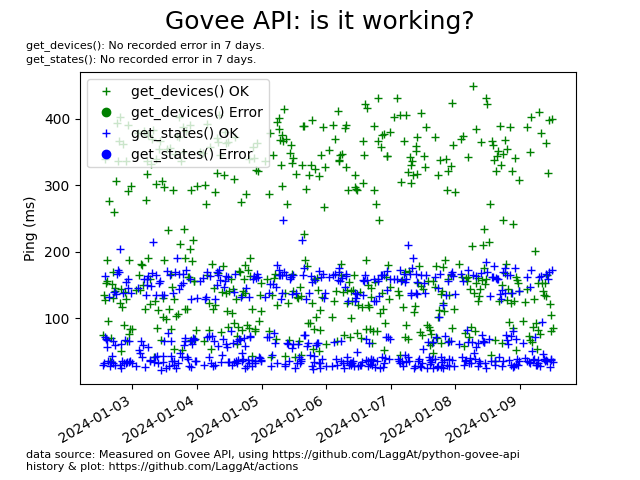 Govee API: is it working?
get_devices(): No recorded error in 7 days.
get_states(): No recorded error in 7 days.
get_devices() OK
get_devices() Error
get_states() OK
get_states() Error
Ping (ms)
400
300
200
100
2024-01-03
2024-01-04
2024-01-05
2024-01-06
2024-01-07
2024-01-08
2024-01-09
data source: Measured on Govee API, using https://github.com/LaggAt/python-govee-api
history & plot: https://github.com/LaggAt/actions